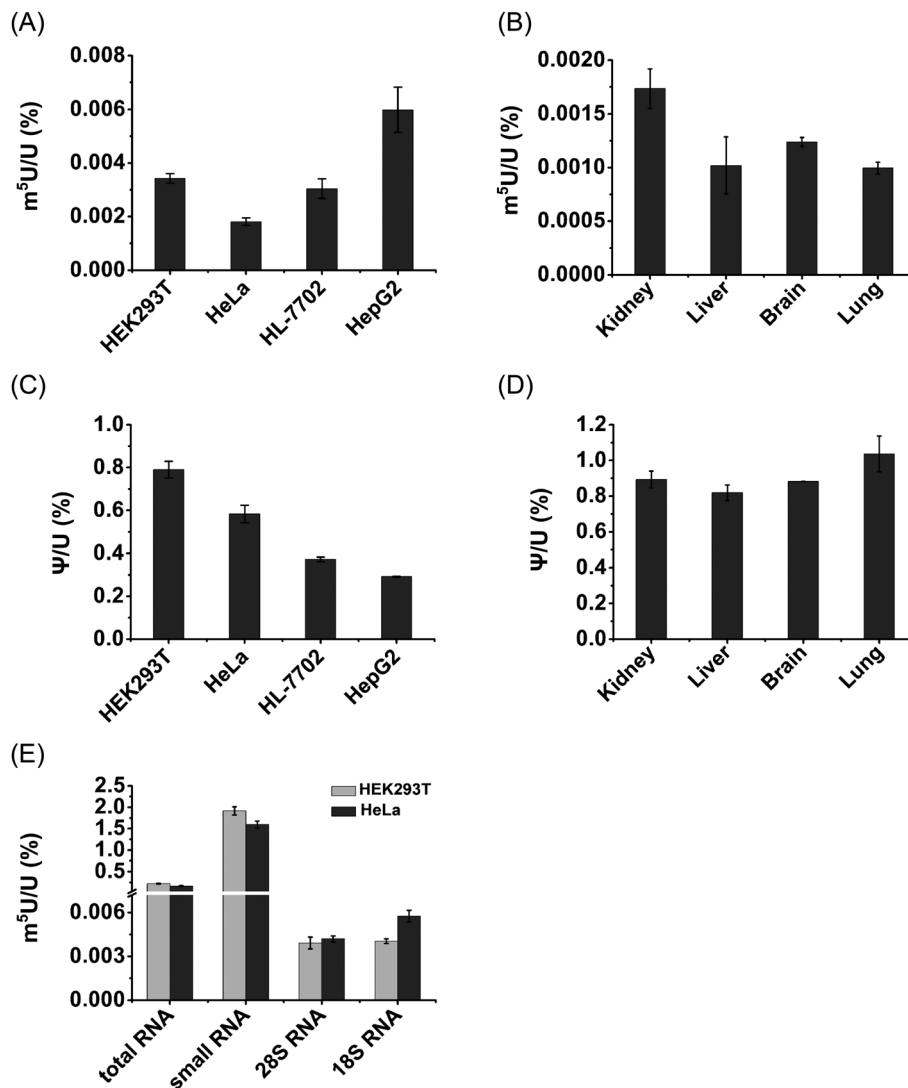 (A)
m⁵U/U (%)
0.008
0.006
0.004
0.002
0.000
HEK293T
HeLa
HL-7702
HepG2
(B)
m⁵U/U (%)
0.0020
0.0015
0.0010
0.0005
0.0000
Kidney
Liver
Brain
Lung
(C)
Ψ/U (%)
1.0
0.8
0.6
0.4
0.2
0.0
HEK293T
HeLa
HL-7702
HepG2
(D)
Ψ/U (%)
1.2
1.0
0.8
0.6
0.4
0.2
0.0
Kidney
Liver
Brain
Lung
(E)
m⁵U/U (%)
2.5
2.0
1.5
1.0
0.5
0.006
0.003
0.000
HEK293T
HeLa
total RNA
small RNA
28S RNA
18S RNA